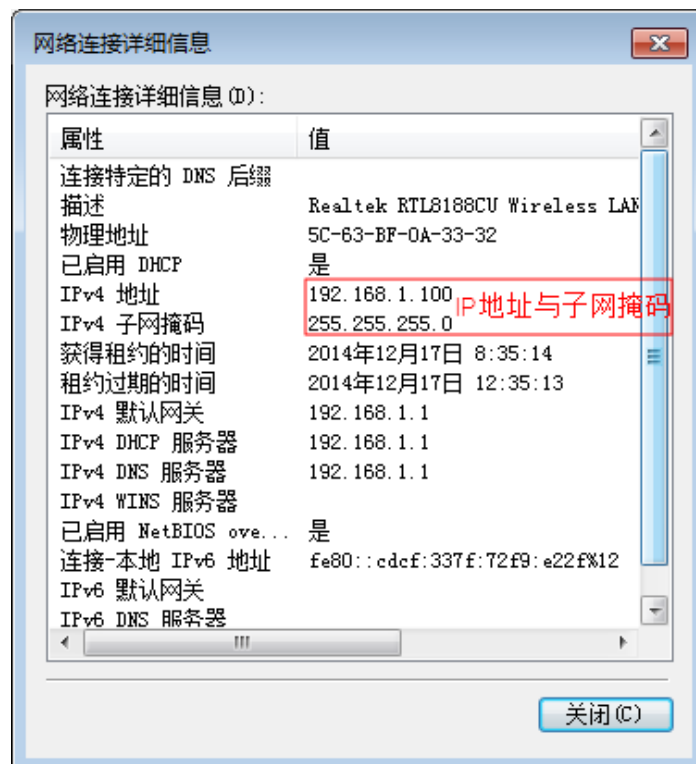 网络连接详细信息
网络连接详细信息(D):
属性 值
连接特定的 DNS 后缀
描述 Realtek RTL8188CU Wireless LAN
物理地址 5C-63-BF-0A-33-32
已启用 DHCP 是
IPv4 地址 192.168.1.100
IP地址与子网掩码
IPv4 子网掩码 255.255.255.0
获得租约的时间 2014年12月17日 8:35:14
租约过期的时间 2014年12月17日 12:35:13
IPv4 默认网关 192.168.1.1
IPv4 DHCP 服务器 192.168.1.1
IPv4 DNS 服务器 192.168.1.1
IPv4 WINS 服务器
已启用 NetBIOS ove... 是
连接-本地 IPv6 地址 fe80::cdcf:337f:72f9:e22f%12
IPv6 默认网关
IPv6 DNS 服务器
关闭(C)